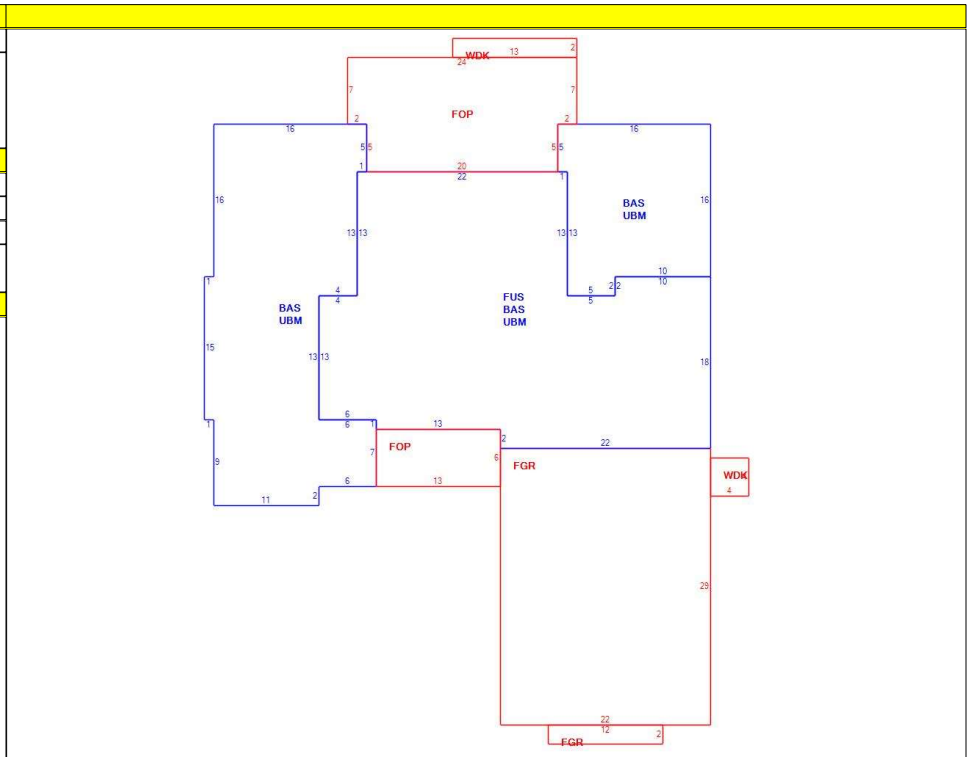 WDK 13 2
24
7 7
FOP
16 2 2 16
5 5 5 5
1 20 1
22
16 16
BAS
UBM
13 13 13 13
1 10
2 2 10
4 5
4 5
FUS
BAS
UBM
BAS
UBM
15 13 13 18
6
1 6 1 13
2 22
FOP
7 6
FGR
9 WDK
6 13 4
11 2
29
22
12 2
FGR